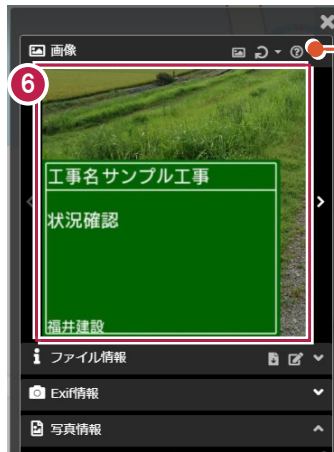 画像
6
工事名サンプル工事
状況確認
福井建設
ファイル情報
Exif情報
写真情報